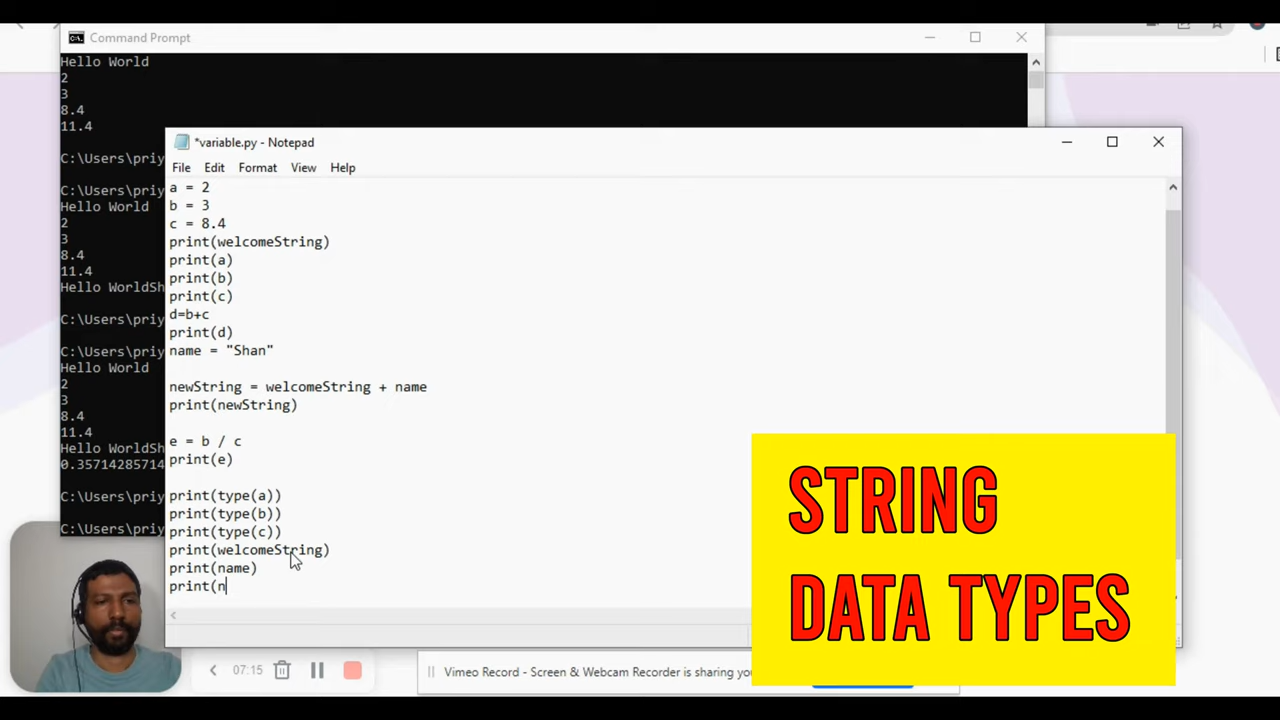 Command Prompt
Hello World
2
3
8.4
11.4
C:\Users\priy
C:\Users\priy
Hello World
2
3
8.4
11.4
Hello WorldSh
C:\Users\priy
C:\Users\priy
Hello World
2
3
8.4
11.4
Hello WorldSh
0.35714285714
C:\Users\priy
C:\Users\priy
*variable.py - Notepad
File Edit Format View Help
a = 2
b = 3
c = 8.4
print(welcomeString)
print(a)
print(b)
print(c)
d=b+c
print(d)
name = "Shan"
newString = welcomeString + name
print(newString)
e = b / c
print(e)
print(type(a))
print(type(b))
print(type(c))
print(welcomeString)
print(name)
print(n
STRING
DATA TYPES
07:15
Vimeo Record - Screen & Webcam Recorder is sharing you